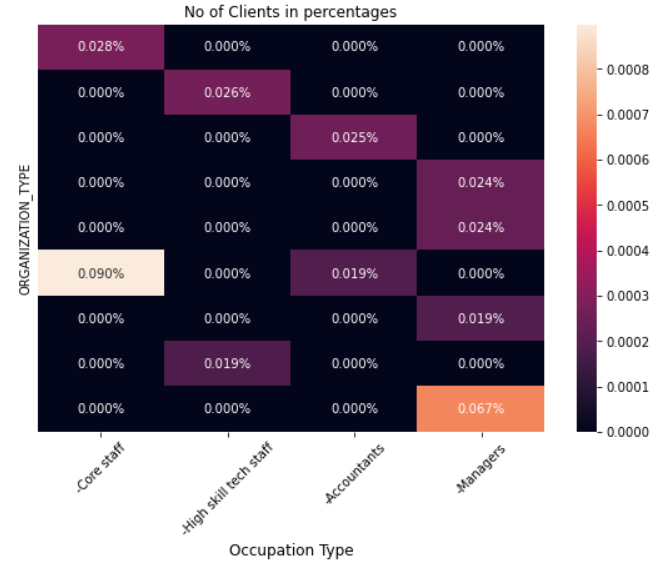 No of Clients in percentages
0.028% 0.000% 0.000% 0.000%
0.000% 0.026% 0.000% 0.000%
0.000% 0.000% 0.025% 0.000%
0.000% 0.000% 0.000% 0.024%
0.000% 0.000% 0.000% 0.024%
0.090% 0.000% 0.019% 0.000%
0.000% 0.000% 0.000% 0.019%
0.000% 0.019% 0.000% 0.000%
0.000% 0.000% 0.000% 0.067%
ORGANIZATION_TYPE
-Core staff
-High skill tech staff
-Accountants
-Managers
Occupation Type
0.0008
0.0007
0.0006
0.0005
0.0004
0.0003
0.0002
0.0001
0.0000